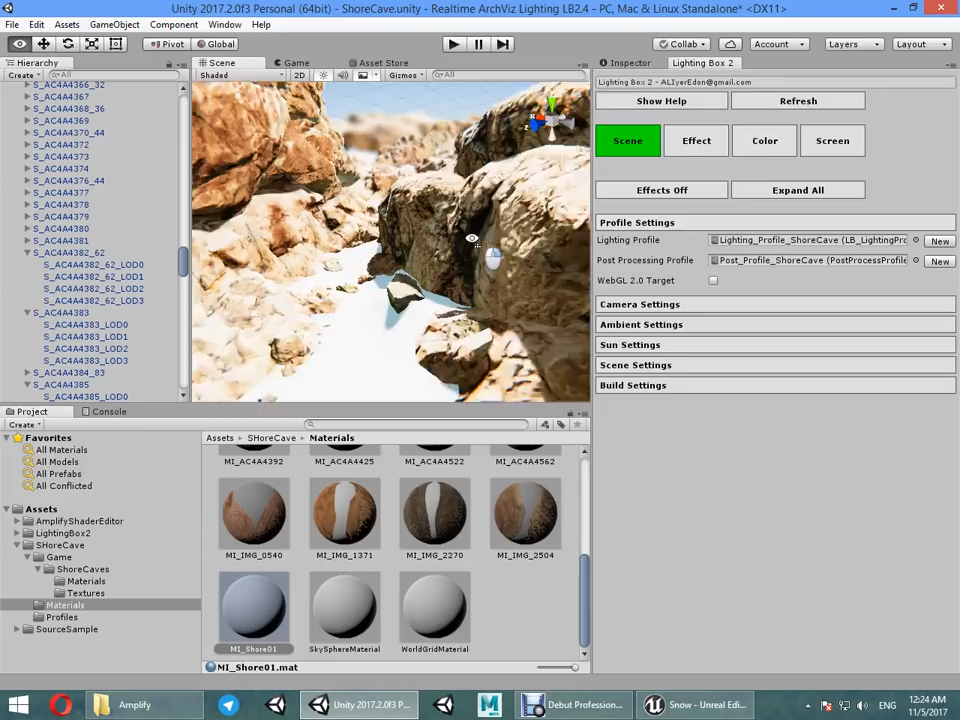 Unity 2017.2.0f3 Personal (64bit) - ShoreCave.unity - Realtime ArchViz Lighting LB2.4 - PC, Mac & Linux Standalone* <DX11>
File Edit Assets GameObject Component Window Help
Pivot Global Collab Account Layers Layout
Hierarchy Scene Game Asset Store Inspector Lighting Box 2
Create All Shaded 2D Gizmos All Lighting Box 2 - ALIyerEdon@gmail.com
S_AC4A4366_32
S_AC4A4367
S_AC4A4368_36
S_AC4A4369
S_AC4A4370_44
S_AC4A4372
S_AC4A4373
S_AC4A4374
S_AC4A4376_44
S_AC4A4377
S_AC4A4378
S_AC4A4379
S_AC4A4380
S_AC4A4381
S_AC4A4382_62
S_AC4A4382_62_LOD0
S_AC4A4382_62_LOD1
S_AC4A4382_62_LOD2
S_AC4A4382_62_LOD3
S_AC4A4383
S_AC4A4383_LOD0
S_AC4A4383_LOD1
S_AC4A4383_LOD2
S_AC4A4383_LOD3
S_AC4A4384_83
S_AC4A4385
S_AC4A4385_LOD0
x
z
Show Help Refresh
Scene Effect Color Screen
Effects Off Expand All
Profile Settings
Lighting Profile Lighting_Profile_ShoreCave (LB_LightingPro New
Post Processing Profile Post_Profile_ShoreCave (PostProcessProfile New
WebGL 2.0 Target
Camera Settings
Ambient Settings
Sun Settings
Scene Settings
Build Settings
Project Console
Create
Favorites
All Materials
All Models
All Prefabs
All Conflicted
Assets
AmplifyShaderEditor
LightingBox2
SHoreCave
Game
ShoreCaves
Materials
Textures
Materials
Profiles
SourceSample
Assets SHoreCave Materials
MI_AC4A4392 MI_AC4A4425 MI_AC4A4522 MI_AC4A4562
MI_IMG_0540 MI_IMG_1371 MI_IMG_2270 MI_IMG_2504
MI_Shore01 SkySphereMaterial WorldGridMaterial
MI_Shore01.mat
Amplify Unity 2017.2.0f3 P... Debut Profession... Snow - Unreal Edi...
12:24 AM
11/5/2017